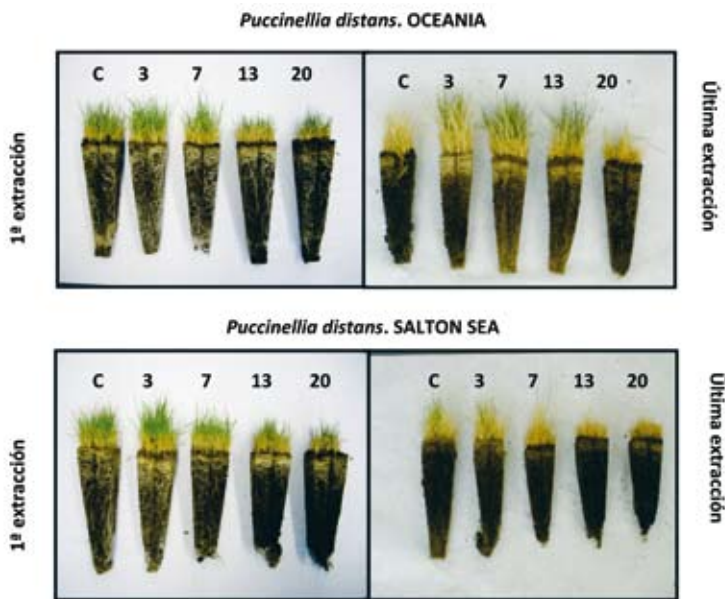 Puccinellia distans. OCEANIA
1ª extracción
C 3 7 13 20
C 3 7 13 20
Última extracción
Puccinellia distans. SALTON SEA
1ª extracción
C 3 7 13 20
C 3 7 13 20
Última extracción